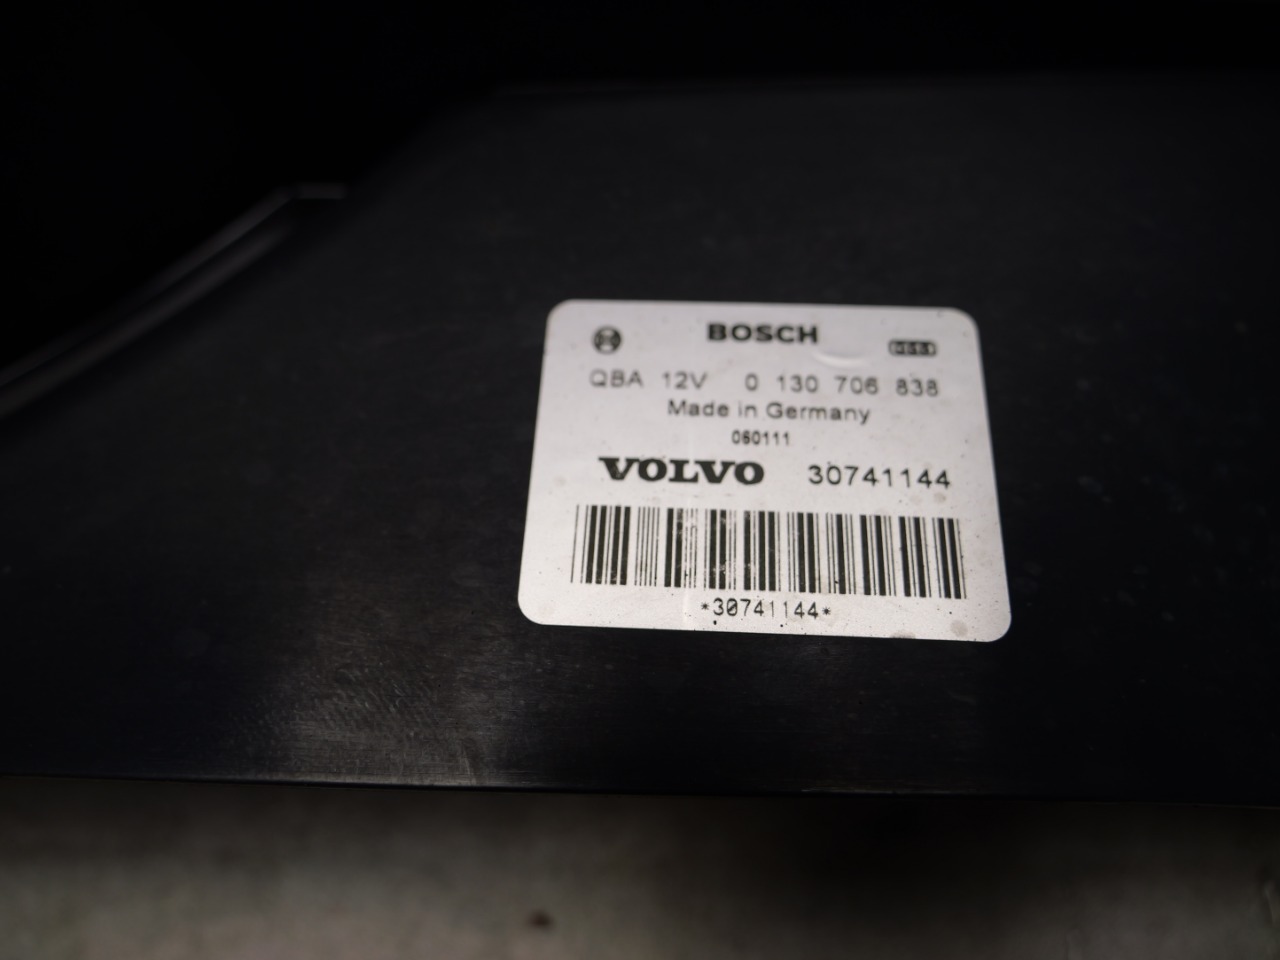 BOSCH
QBA 12V 0 130 706 838
Made in Germany
060111
VOLVO 30741144
*30741144*